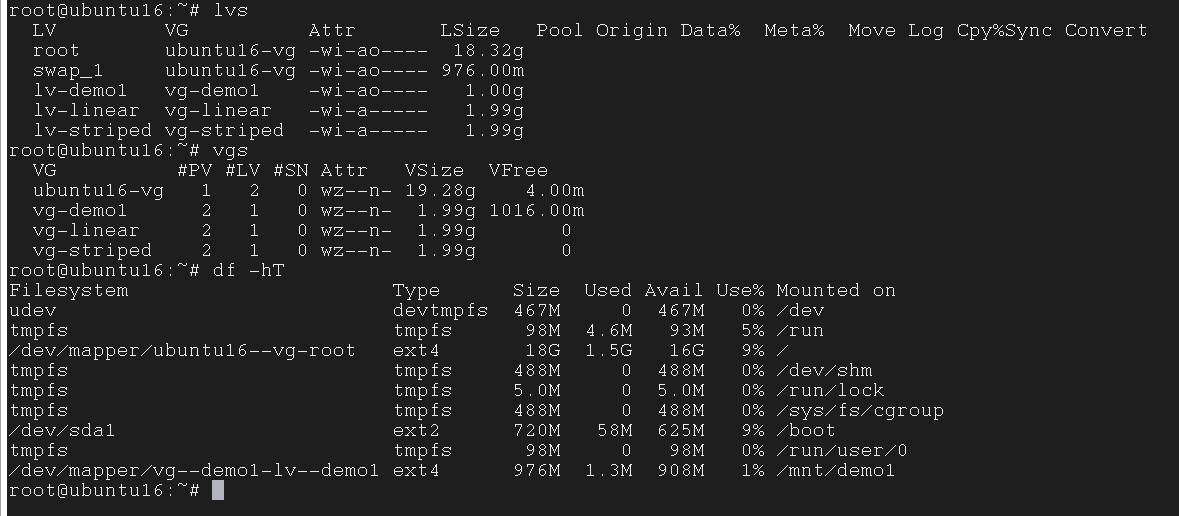 root@ubuntu16:~# lvs
  LV         VG         Attr       LSize   Pool Origin Data%  Meta%  Move Log Cpy%Sync Convert
  root       ubuntu16-vg -wi-ao----  18.32g
  swap_1     ubuntu16-vg -wi-ao---- 976.00m
  lv-demo1   vg-demo1    -wi-ao----   1.00g
  lv-linear  vg-linear   -wi-a-----   1.99g
  lv-striped vg-striped  -wi-a-----   1.99g
root@ubuntu16:~# vgs
  VG          #PV #LV #SN Attr   VSize  VFree
  ubuntu16-vg   1   2   0 wz--n- 19.28g    4.00m
  vg-demo1      2   1   0 wz--n-  1.99g 1016.00m
  vg-linear     2   1   0 wz--n-  1.99g       0
  vg-striped    2   1   0 wz--n-  1.99g       0
root@ubuntu16:~# df -hT
Filesystem                      Type      Size  Used Avail Use% Mounted on
udev                            devtmpfs  467M     0  467M   0% /dev
tmpfs                           tmpfs      98M  4.6M   93M   5% /run
/dev/mapper/ubuntu16--vg-root   ext4       18G  1.5G   16G   9% /
tmpfs                           tmpfs     488M     0  488M   0% /dev/shm
tmpfs                           tmpfs     5.0M     0  5.0M   0% /run/lock
tmpfs                           tmpfs     488M     0  488M   0% /sys/fs/cgroup
/dev/sda1                       ext2      720M   58M  625M   9% /boot
tmpfs                           tmpfs      98M     0   98M   0% /run/user/0
/dev/mapper/vg--demo1-lv--demo1 ext4      976M  1.3M  908M   1% /mnt/demo1
root@ubuntu16:~#